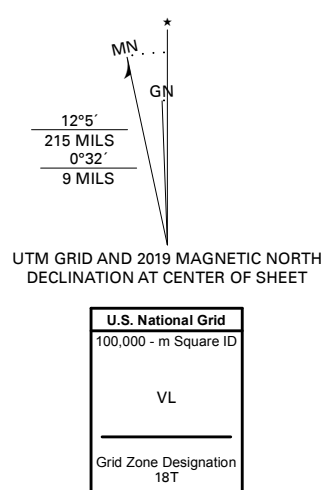 ★
MN
GN
12°5´
215 MILS
0°32´
9 MILS
UTM GRID AND 2019 MAGNETIC NORTH
DECLINATION AT CENTER OF SHEET
U.S. National Grid
100,000 - m Square ID
VL
Grid Zone Designation
18T